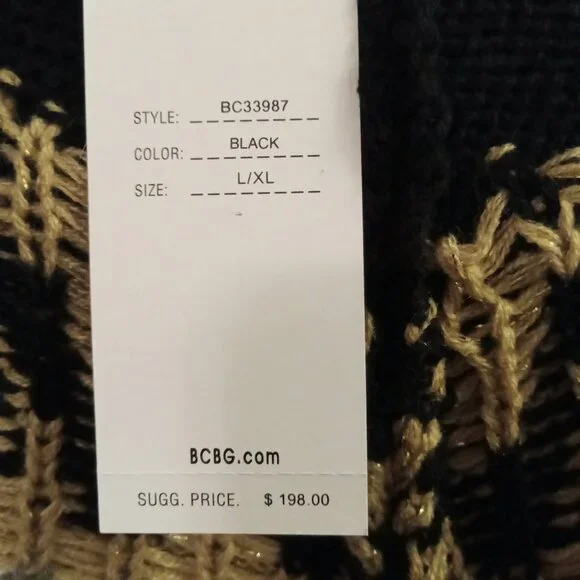 STYLE: BC33987
COLOR: BLACK
SIZE: L/XL
BCBG.com
SUGG. PRICE. $ 198.00